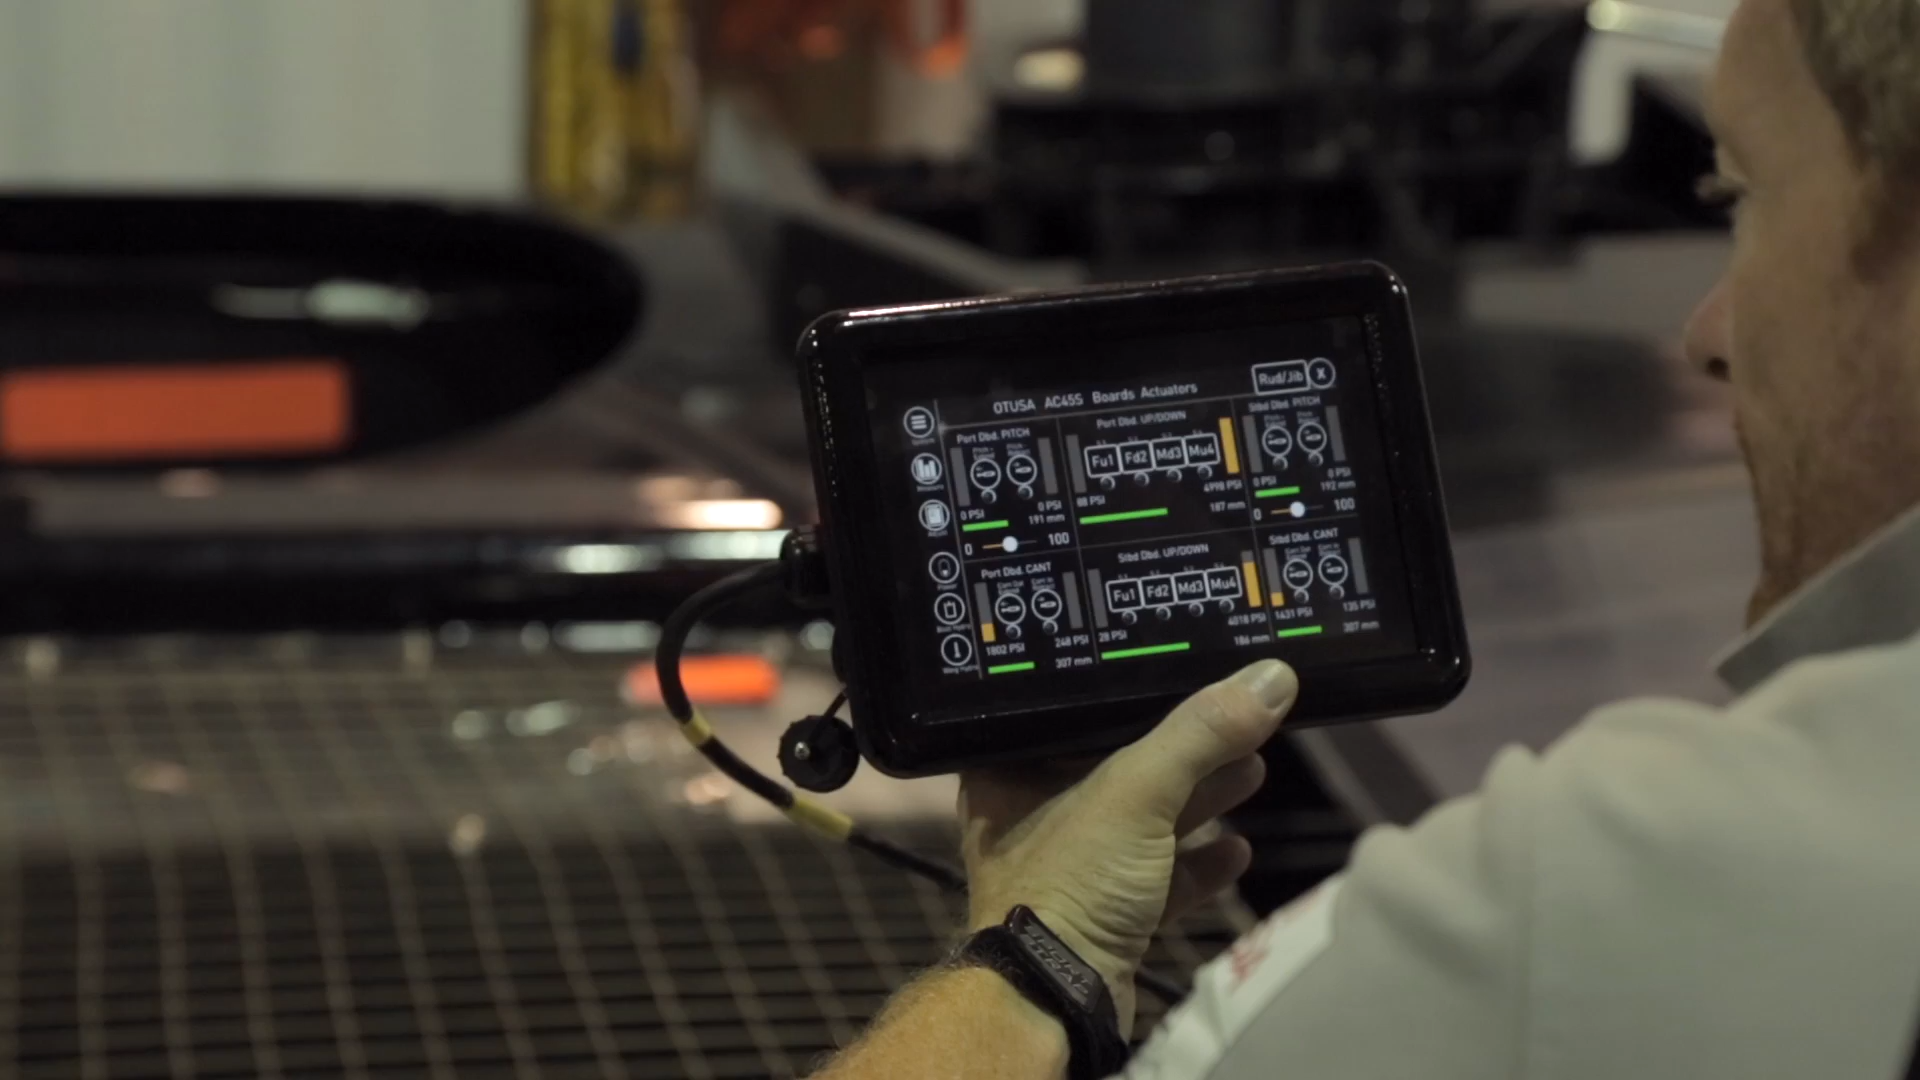 OTUSA AC45S Boards Actuators
Rud/Jib X
Port Dbd. PITCH
0 PSI 0 PSI
191 mm
0 100
Port Dbd. UP/DOWN
Fu1 Fd2 Md3 Mu4
88 PSI 4998 PSI
187 mm
Stbd Dbd. PITCH
0 PSI 0 PSI
192 mm
0 100
Port Dbd. CANT
1802 PSI 248 PSI
307 mm
Stbd Dbd. UP/DOWN
Fu1 Fd2 Md3 Mu4
28 PSI 4018 PSI
186 mm
Stbd Dbd. CANT
1431 PSI 135 PSI
307 mm